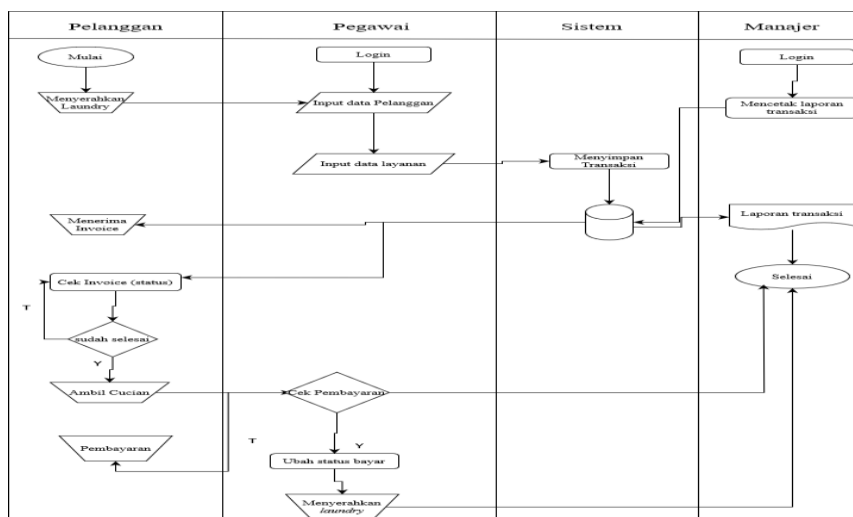 Pelanggan
Pegawai
Sistem
Manajer
Mulai
Login
Login
Menyerahkan
Laundry
Input data Pelanggan
Mencetak laporan
transaksi
Input data layanan
Menyimpan
Transaksi
Menerima
Invoice
Laporan transaksi
Cek Invoice (status)
Selesai
T
sudah selesai
Y
Ambil Cucian
Cek Pembayaran
Pembayaran
T
Y
Ubah status bayar
Menyerahkan
laundry